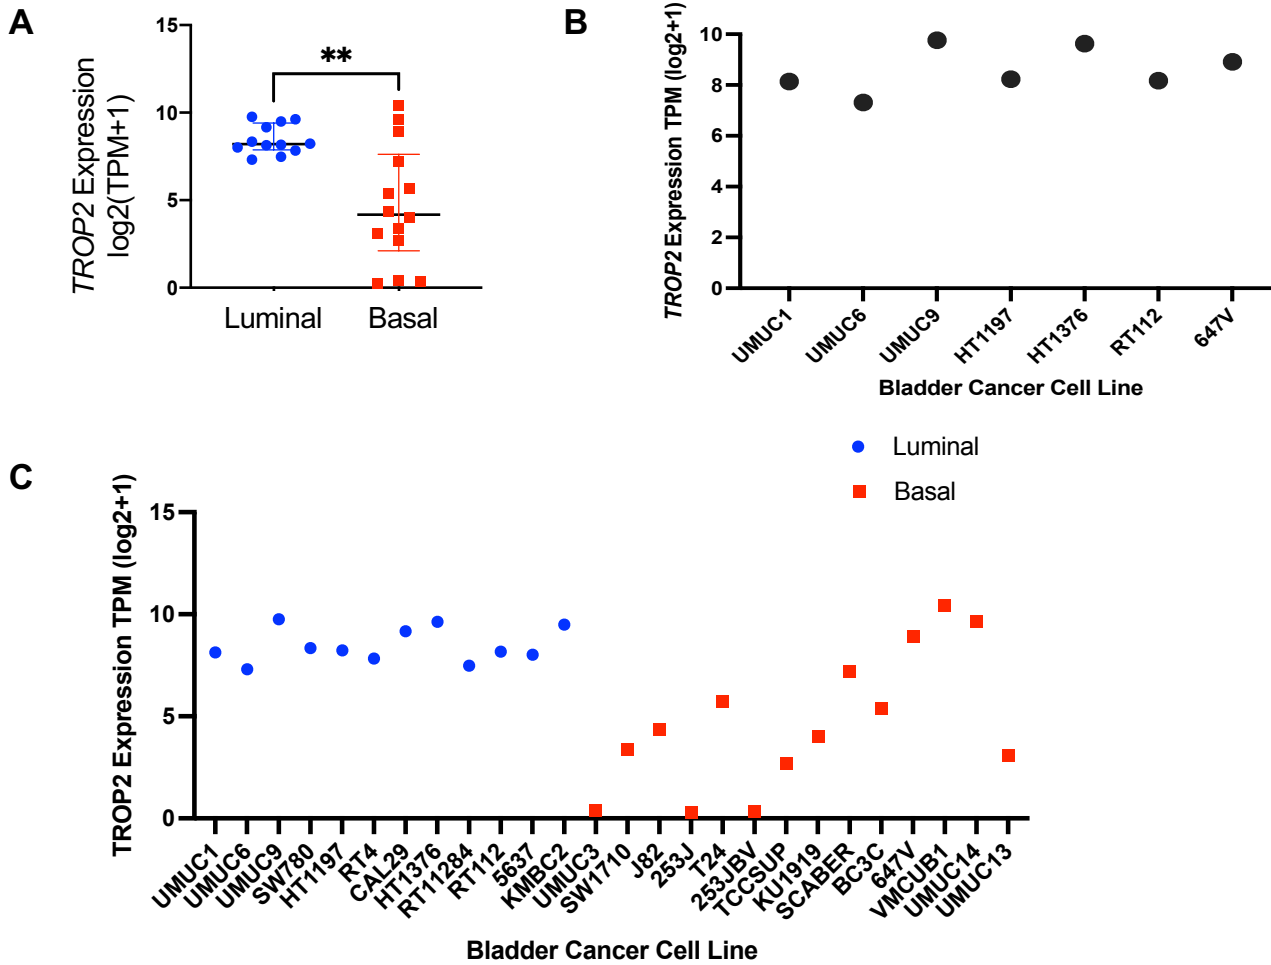 A
15
10
5
0
**
TROP2 Expression
log2(TPM+1)
Luminal
Basal
B
10
8
6
4
2
0
TROP2 Expression TPM (log2+1)
UMUC1
UMUC6
UMUC9
HT1197
HT1376
RT112
647V
Bladder Cancer Cell Line
Luminal
Basal
C
15
10
5
0
TROP2 Expression TPM (log2+1)
UMUC1
UMUC6
UMUC9
SW780
HT1197
RT4
CAL29
HT1376
RT11284
RT112
5637
KMBC2
UMUC3
SW1710
J82
253J
T24
253JBV
TCCSUP
KU1919
SCABER
BC3C
647V
VMCUB1
UMUC14
UMUC13
Bladder Cancer Cell Line